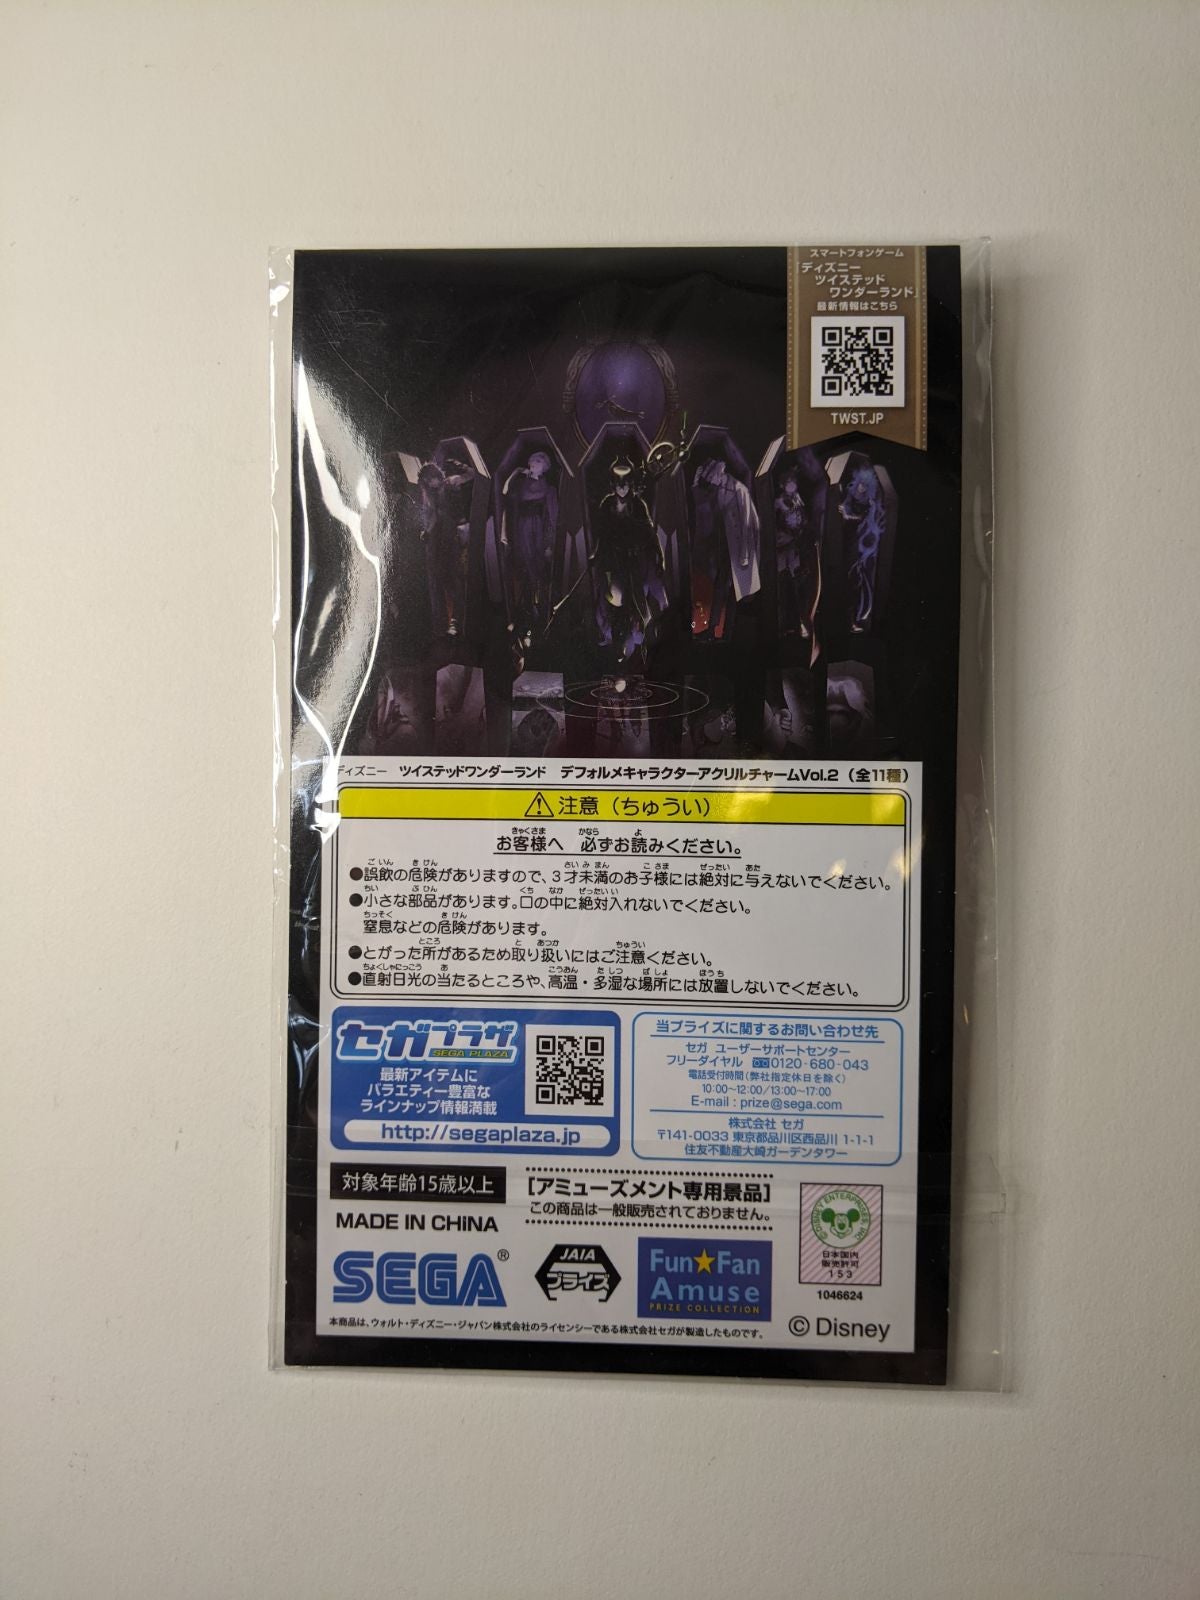 スマートフォンゲーム
「ディズニー
ツイステッド
ワンダーランド」
最新情報はこちら
TWST.JP
ディズニー ツイステッドワンダーランド デフォルメキャラクターアクリルチャームVol.2（全11種）
注意（ちゅうい）
お客様へ 必ずお読みください。
●誤飲の危険がありますので、3才未満のお子様には絶対に与えないでください。
●小さな部品があります。口の中に絶対入れないでください。
窒息などの危険があります。
●とがった所があるため取り扱いにはご注意ください。
●直射日光の当たるところや、高温・多湿な場所には放置しないでください。
セガプラザ
SEGA PLAZA
最新アイテムに
バラエティー豊富な
ラインナップ情報満載
http://segaplaza.jp
当プライズに関するお問い合わせ先
セガ ユーザーサポートセンター
フリーダイヤル 0120-680-043
電話受付時間（弊社指定休日を除く）
10:00～12:00/13:00～17:00
E-mail : prize@sega.com
株式会社 セガ
〒141-0033 東京都品川区西品川 1-1-1
住友不動産大崎ガーデンタワー
対象年齢15歳以上
MADE IN CHINA
[アミューズメント専用景品]
この商品は一般販売されておりません。
SEGA®
JAIA
プライズ
Fun★Fan
Amuse
PRIZE COLLECTION
©DISNEY ENTERPRISES, INC.
日本国内
販売許可
153
1046624
本商品は、ウォルト・ディズニー・ジャパン株式会社のライセンシーである株式会社セガが製造したものです。
© Disney